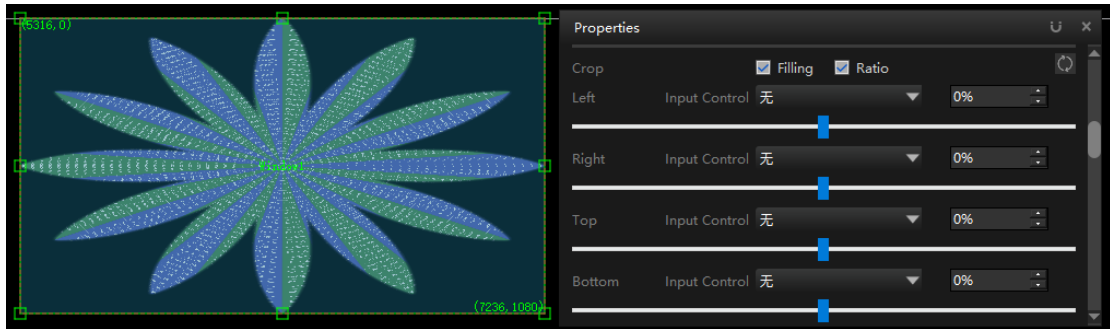 (5316, 0)
(7236, 1080)
Properties
Crop Filling Ratio
Left Input Control 无 0%
Right Input Control 无 0%
Top Input Control 无 0%
Bottom Input Control 无 0%